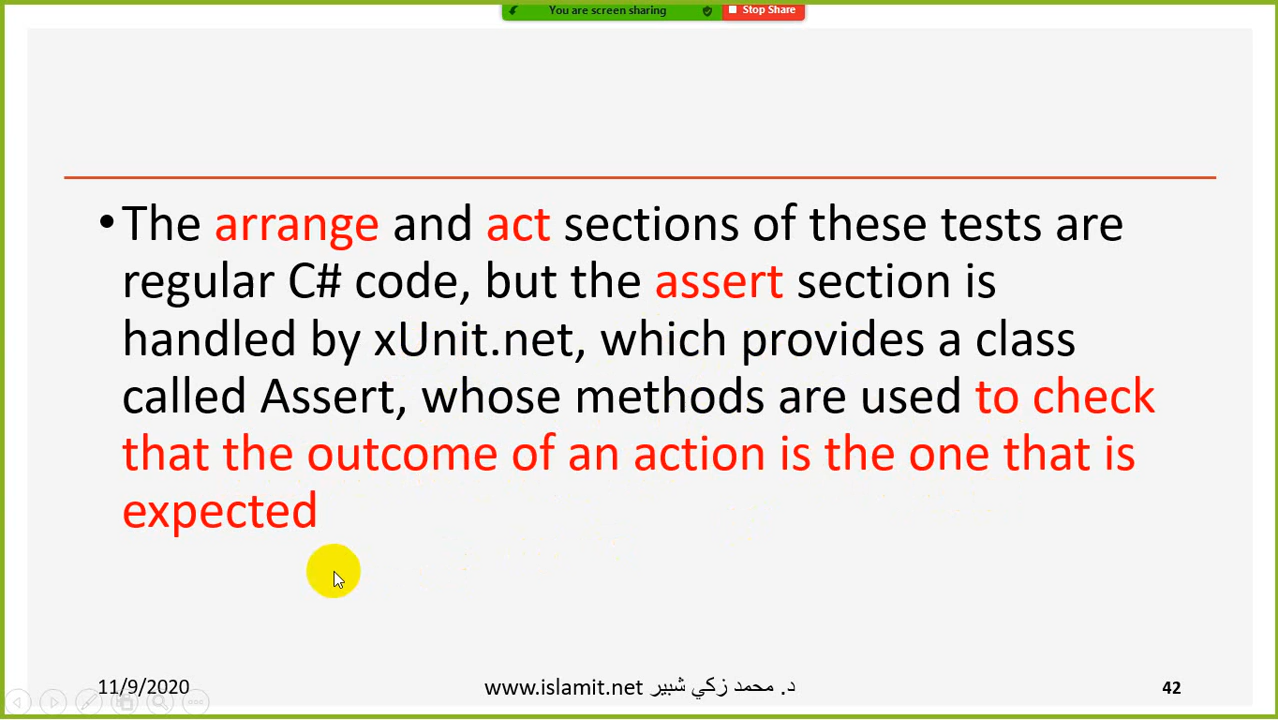 You are screen sharing Stop Share
•The arrange and act sections of these tests are
regular C# code, but the assert section is
handled by xUnit.net, which provides a class
called Assert, whose methods are used to check
that the outcome of an action is the one that is
expected
11/9/2020 www.islamit.net د. محمد زكي شبير 42